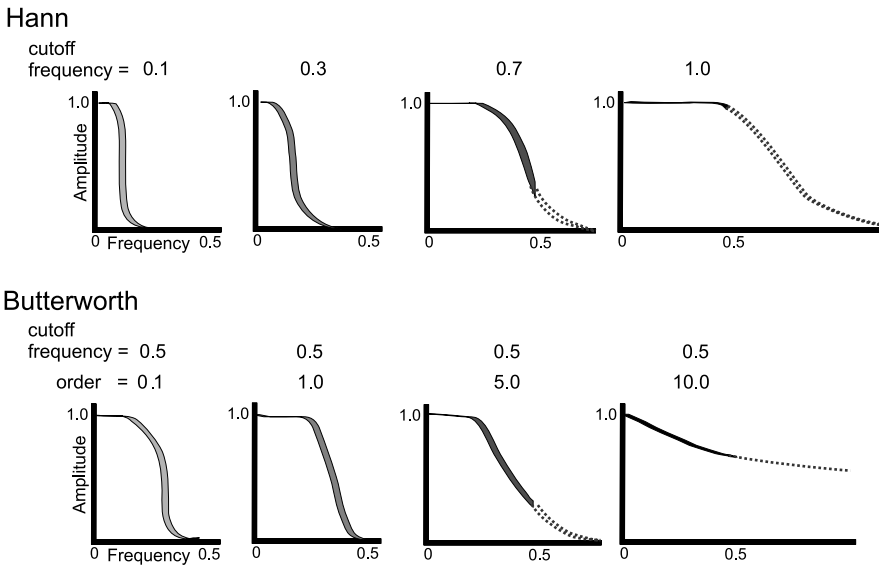 Hann
cutoff
frequency = 0.1 0.3 0.7 1.0
1.0 1.0 1.0 1.0
Amplitude
0 Frequency 0.5 0 0.5 0 0.5 0 0.5
Butterworth
cutoff
frequency = 0.5 0.5 0.5 0.5
order = 0.1 1.0 5.0 10.0
1.0 1.0 1.0 1.0
Amplitude
0 Frequency 0.5 0 0.5 0 0.5 0 0.5